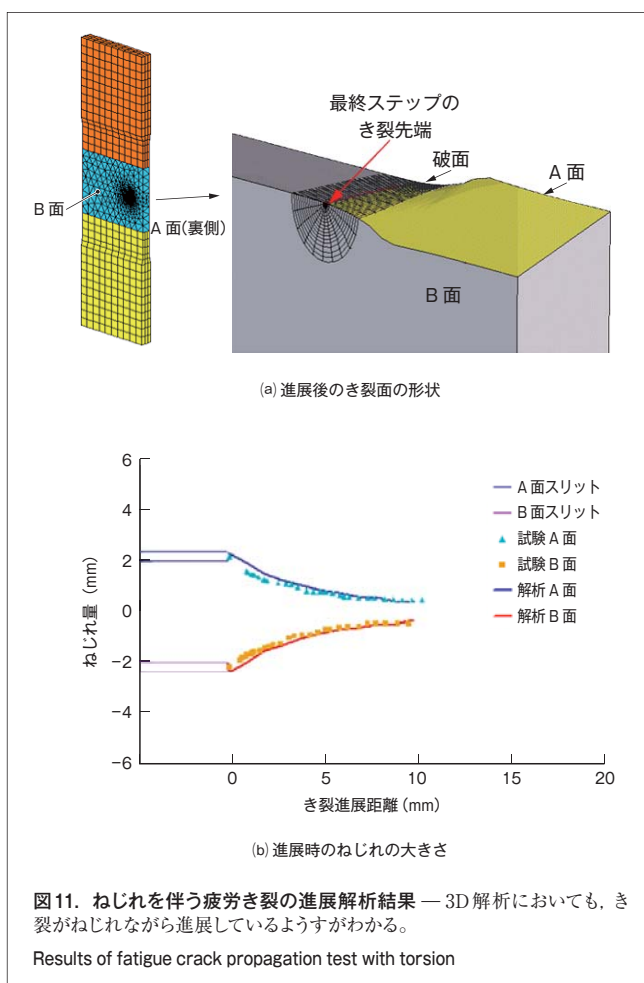 最終ステップの
き裂先端
破面
A 面
B 面
A 面(裏側)
B 面
(a) 進展後のき裂面の形状
6
4
2
0
−2
−4
−6
ねじれ量 (mm)
A 面スリット
B 面スリット
試験 A 面
試験 B 面
解析 A 面
解析 B 面
0
5
10
15
20
き裂進展距離 (mm)
(b) 進展時のねじれの大きさ
図11. ねじれを伴う疲労き裂の進展解析結果 — 3D 解析においても, き
裂がねじれながら進展しているようすがわかる。
Results of fatigue crack propagation test with torsion